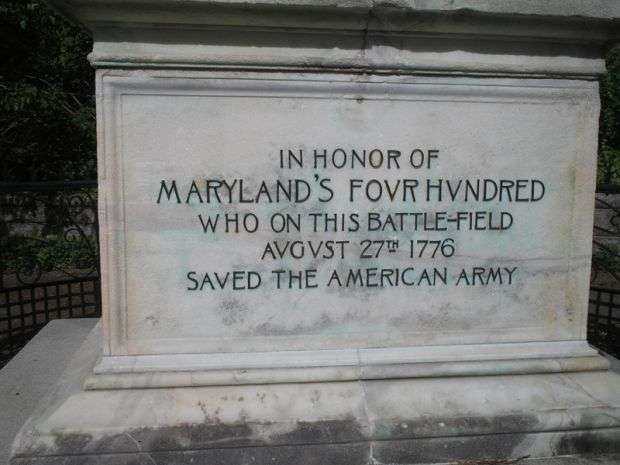 IN HONOR OF
MARYLAND'S FOVR HVNDRED
WHO ON THIS BATTLE-FIELD
AVGVST 27TH 1776
SAVED THE AMERICAN ARMY